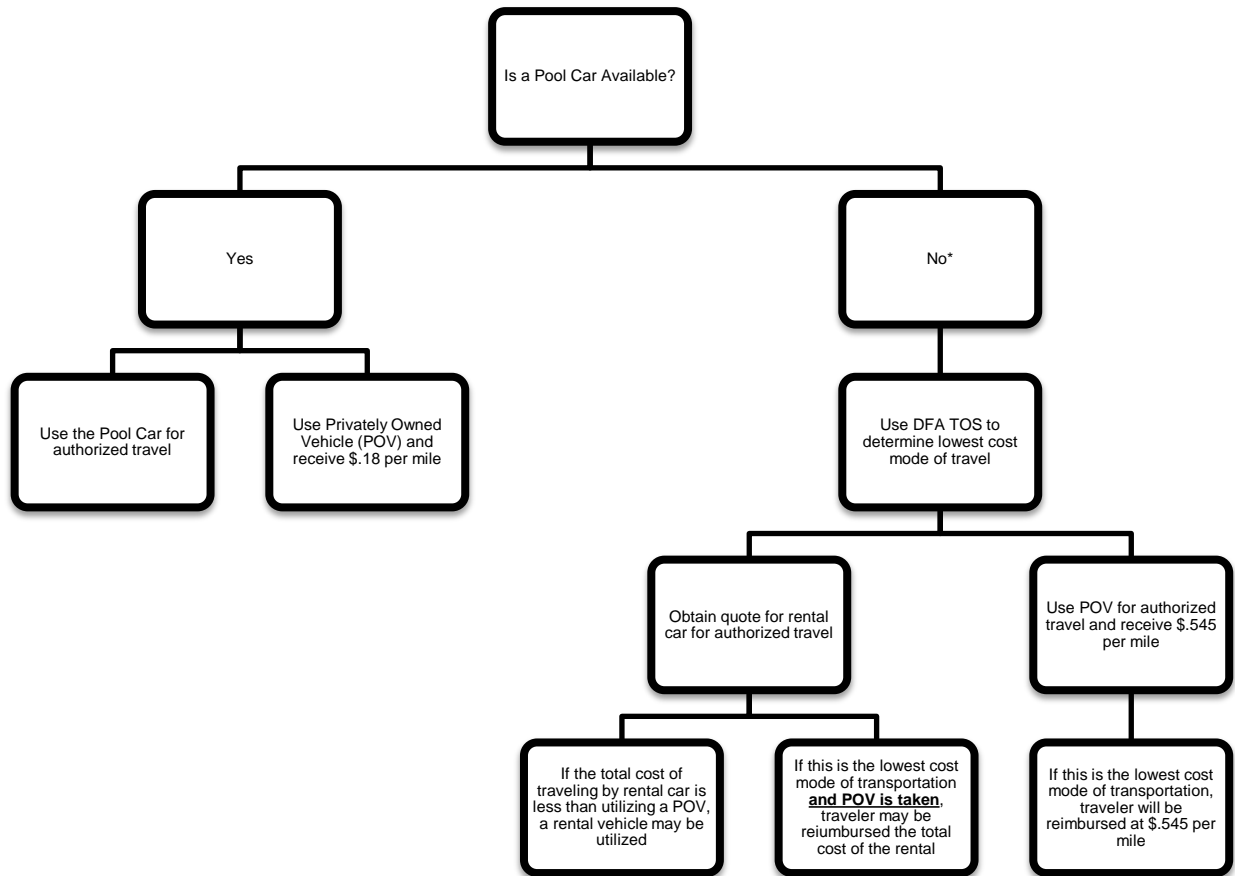 Is a Pool Car Available?
Yes
No*
Use the Pool Car for
authorized travel
Use Privately Owned
Vehicle (POV) and
receive $.18 per mile
Use DFA TOS to
determine lowest cost
mode of travel
Obtain quote for rental
car for authorized travel
Use POV for authorized
travel and receive $.545
per mile
If the total cost of
traveling by rental car is
less than utilizing a POV,
a rental vehicle may be
utilized
If this is the lowest cost
mode of transportation
and POV is taken,
traveler may be
reiumbursed the total
cost of the rental
If this is the lowest cost
mode of transportation,
traveler will be
reimbursed at $.545 per
mile